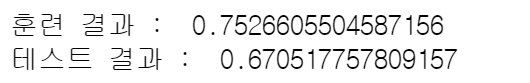 훈련 결과 :  0.7526605504587156
테스트 결과 :  0.670517757809157